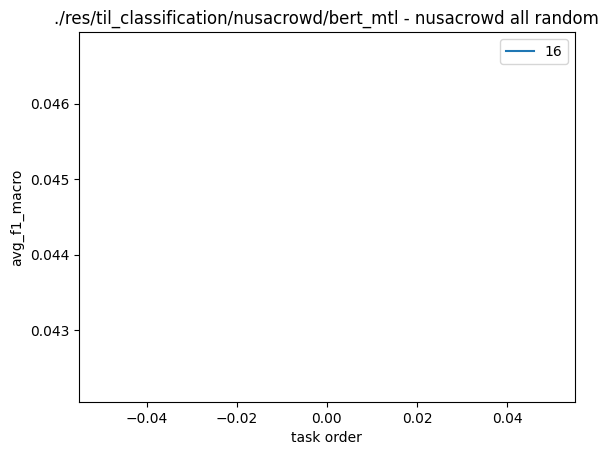 ./res/til_classification/nusacrowd/bert_mtl - nusacrowd all random
16
0.046
0.045
0.044
0.043
avg_f1_macro
−0.04 −0.02 0.00 0.02 0.04
task order